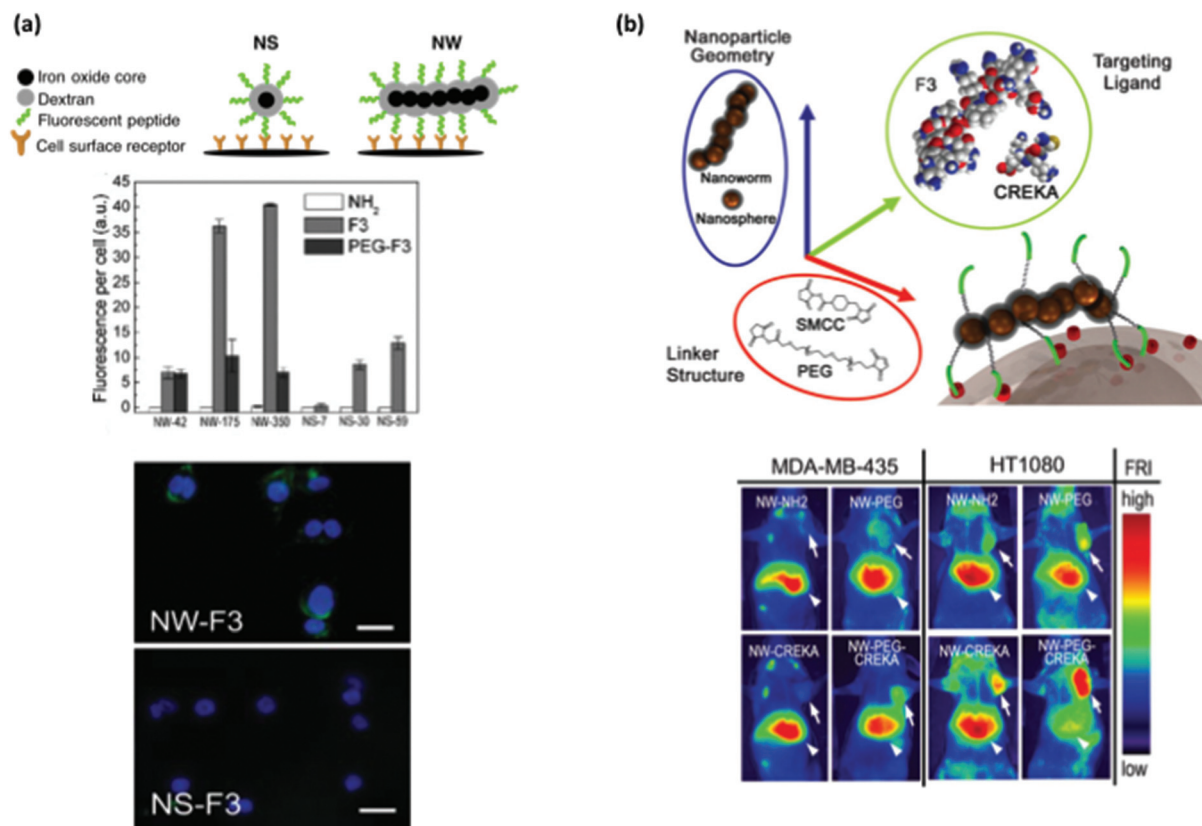 (a)
NS
NW
Iron oxide core
Dextran
Fluorescent peptide
Cell surface receptor
Fluorescence per cell (a.u.)
45
40
35
30
25
20
15
10
5
0
NH2
F3
PEG-F3
NW-42
NW-175
NW-350
NS-7
NS-30
NS-59
NW-F3
NS-F3
(b)
Nanoparticle
Geometry
Nanoworm
Nanosphere
F3
Targeting
Ligand
CREKA
SMCC
PEG
Linker
Structure
MDA-MB-435
HT1080
FRI
NW-NH2
NW-PEG
NW-NH2
NW-PEG
high
NW-CREKA
NW-PEG-
CREKA
NW-CREKA
NW-PEG-
CREKA
low